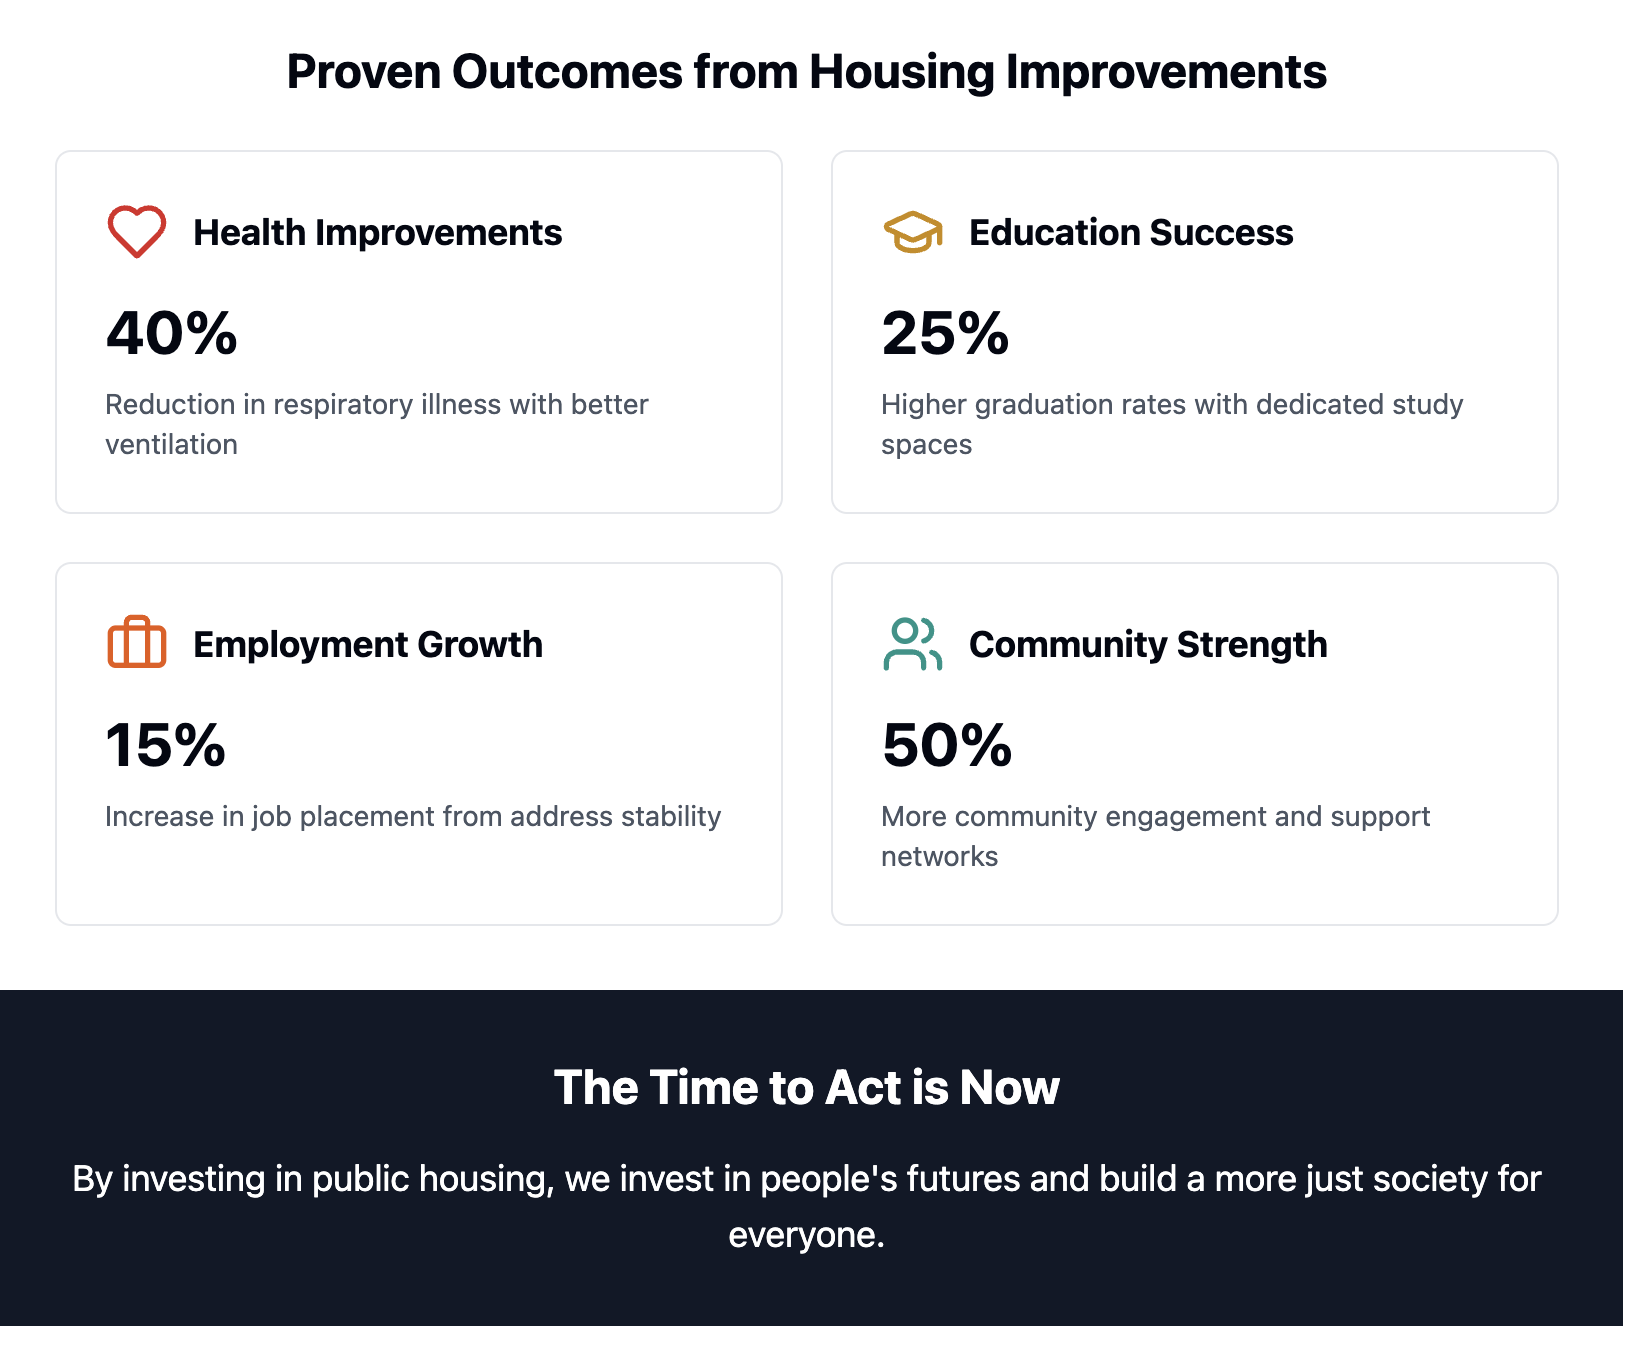 Proven Outcomes from Housing Improvements
Health Improvements
40%
Reduction in respiratory illness with better
ventilation
Education Success
25%
Higher graduation rates with dedicated study
spaces
Employment Growth
15%
Increase in job placement from address stability
Community Strength
50%
More community engagement and support
networks
The Time to Act is Now
By investing in public housing, we invest in people's futures and build a more just society for
everyone.